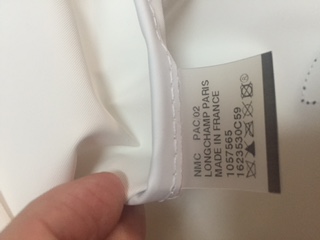 NMC PAC 02
LONGCHAMP PARIS
MADE IN FRANCE
1057565
1623530C59